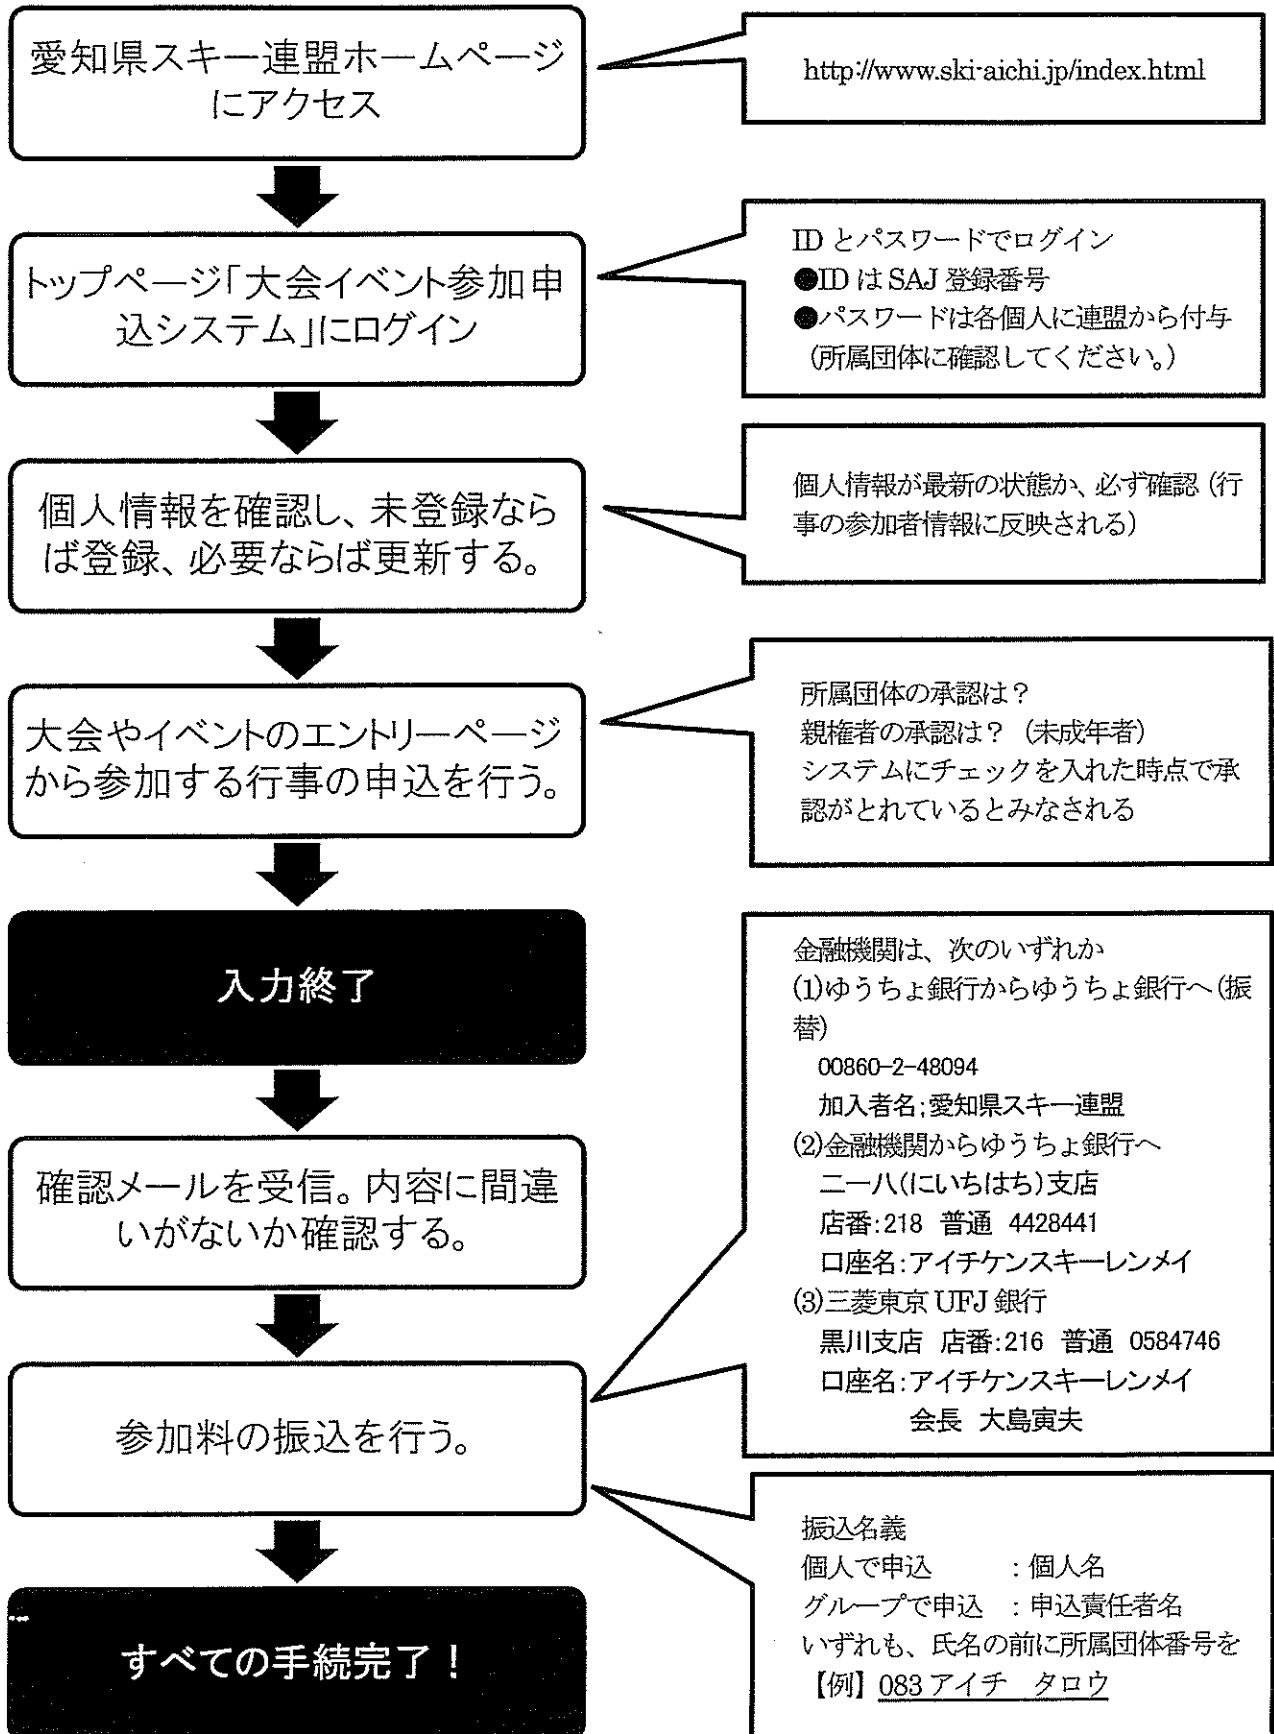 愛知県スキー連盟ホームページ
にアクセス
http://www.ski-aichi.jp/index.html
トップページ「大会イベント参加申
込システム」にログイン
ID とパスワードでログイン
●ID は SAJ 登録番号
●パスワードは各個人に連盟から付与
(所属団体に確認してください。)
個人情報を確認し、未登録なら
ば登録、必要ならば更新する。
個人情報が最新の状態か、必ず確認（行
事の参加者情報に反映される）
大会やイベントのエントリーページ
から参加する行事の申込を行う。
所属団体の承認は？
親権者の承認は？（未成年者）
システムにチェックを入れた時点で承
認がとれているとみなされる
入力終了
確認メールを受信。内容に間違
いがないか確認する。
参加料の振込を行う。
金融機関は、次のいずれか
(1)ゆうちょ銀行からゆうちょ銀行へ(振
替)
00860-2-48094
加入者名;愛知県スキー連盟
(2)金融機関からゆうちょ銀行へ
二一八(にいちはち)支店
店番:218 普通 4428441
口座名:アイチケンスキーレンメイ
(3)三菱東京 UFJ 銀行
黒川支店 店番:216 普通 0584746
口座名:アイチケンスキーレンメイ
会長 大島寅夫
振込名義
個人で申込 ：個人名
グループで申込 ：申込責任者名
いずれも、氏名の前に所属団体番号を
【例】083 アイチ タロウ
すべての手続完了！